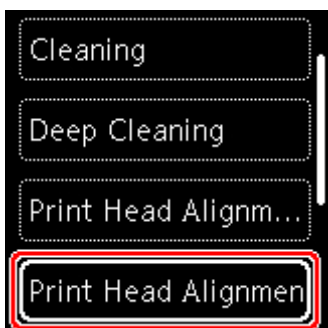 Cleaning
Deep Cleaning
Print Head Alignm...
Print Head Alignmen